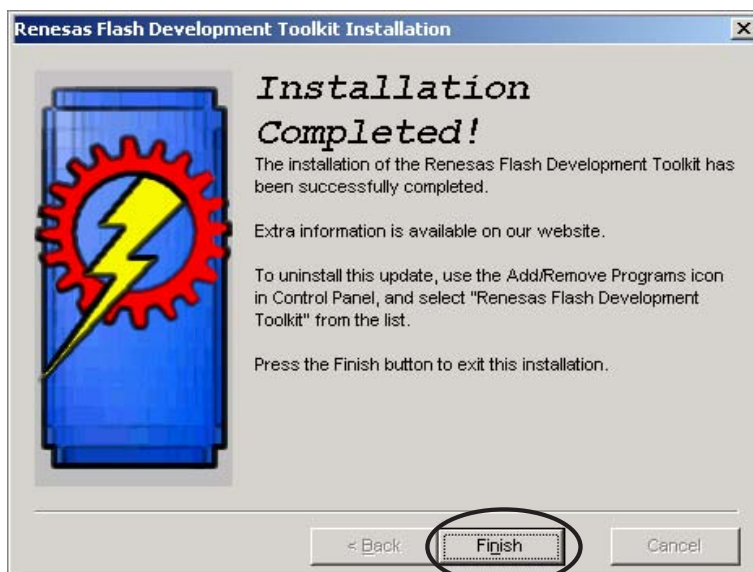 Renesas Flash Development Toolkit Installation
Installation
Completed!
The installation of the Renesas Flash Development Toolkit has
been successfully completed.
Extra information is available on our website.
To uninstall this update, use the Add/Remove Programs icon
in Control Panel, and select "Renesas Flash Development
Toolkit" from the list.
Press the Finish button to exit this installation.
< Back
Finish
Cancel